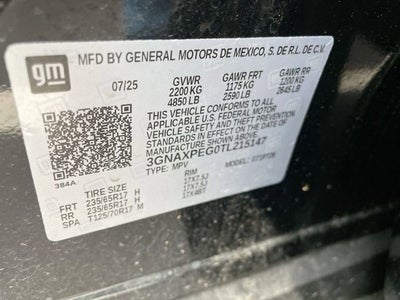 gm
MFD BY GENERAL MOTORS DE MEXICO, S. DE R.L. DE C.V.
07/25 GVWR GAWR FRT GAWR RR
2200 KG 1175 KG 1200 KG
4850 LB 2590 LB 2645 LB
THIS VEHICLE CONFORMS TO ALL
APPLICABLE U.S. FEDERAL MOTOR
VEHICLE SAFETY AND THEFT PREVENTION
STANDARDS IN EFFECT ON THE DATE OF
MANUFACTURE SHOWN ABOVE.
3GNAXPEG0TL215147
TYPE: MPV MODEL:
384A
TIRE SIZE RIM
FRT 235/65R17 H 17X7.5J
RR 235/65R17 H 17X7.5J
SPA T125/70R17 M 17X4BT